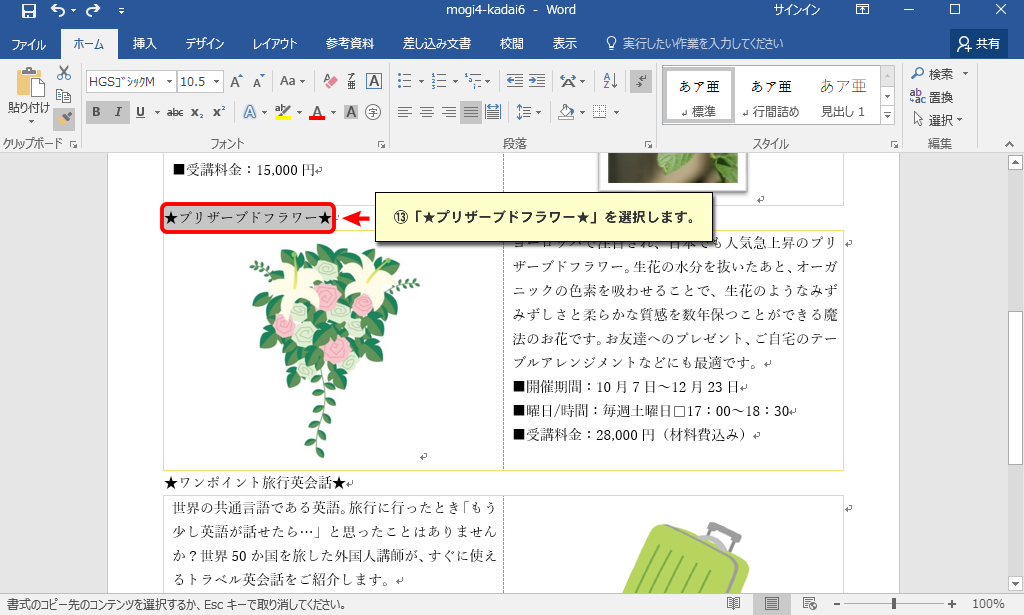 mogi4-kadai6 - Word
サインイン
ファイル ホーム 挿入 デザイン レイアウト 参考資料 差し込み文書 校閲 表示 実行したい作業を入力してください 共有
貼り付け
HGSｺﾞｼｯｸM 10.5
B I U abc x₂ x²
あア亜 あア亜 あア亜
↲標準 ↲行間詰め 見出し 1
検索
置換
選択
クリップボード フォント 段落 スタイル 編集
■受講料金：15,000 円↲
★プリザーブドフラワー★
⑬「★プリザーブドフラワー★」を選択します。
ヨーロッパで注目され、日本でも人気急上昇のプリ
ザーブドフラワー。生花の水分を抜いたあと、オーガ
ニックの色素を吸わせることで、生花のようなみず
みずしさと柔らかな質感を数年保つことができる魔
法のお花です。お友達へのプレゼント、ご自宅のテー
ブルアレンジメントなどにも最適です。↲
■開催期間：10 月 7 日～12 月 23 日↲
■曜日/時間：毎週土曜日□17：00～18：30↲
■受講料金：28,000 円（材料費込み）↲
★ワンポイント旅行英会話★↲
世界の共通言語である英語。旅行に行ったとき「もう
少し英語が話せたら…」と思ったことはありません
か？世界 50 か国を旅した外国人講師が、すぐに使え
るトラベル英会話をご紹介します。↲
書式のコピー先のコンテンツを選択するか、Esc キーで取り消してください。
100%